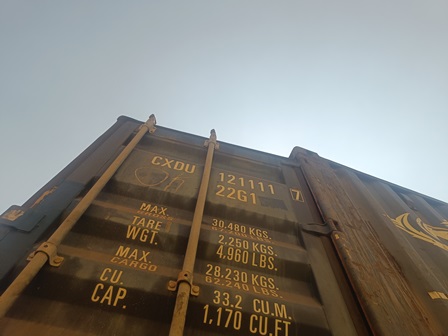 CXDU 121111 7
22G1
MAX. 30.480 KGS.
TARE WGT. 2.250 KGS.
4,960 LBS.
MAX. CARGO 28.230 KGS.
62.240 LBS.
CU. CAP. 33.2 CU.M.
1.170 CU.FT